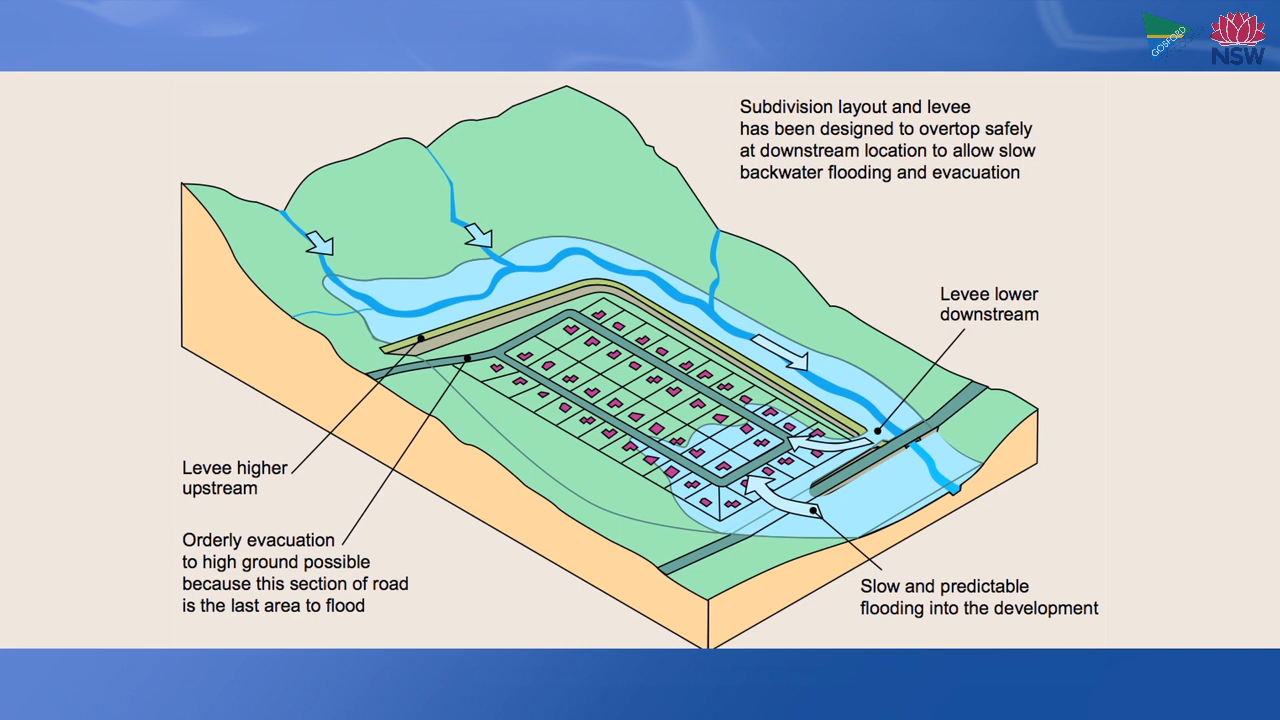 GOSFORD
NSW
Subdivision layout and levee
has been designed to overtop safely
at downstream location to allow slow
backwater flooding and evacuation
Levee lower
downstream
Levee higher
upstream
Orderly evacuation
to high ground possible
because this section of road
is the last area to flood
Slow and predictable
flooding into the development